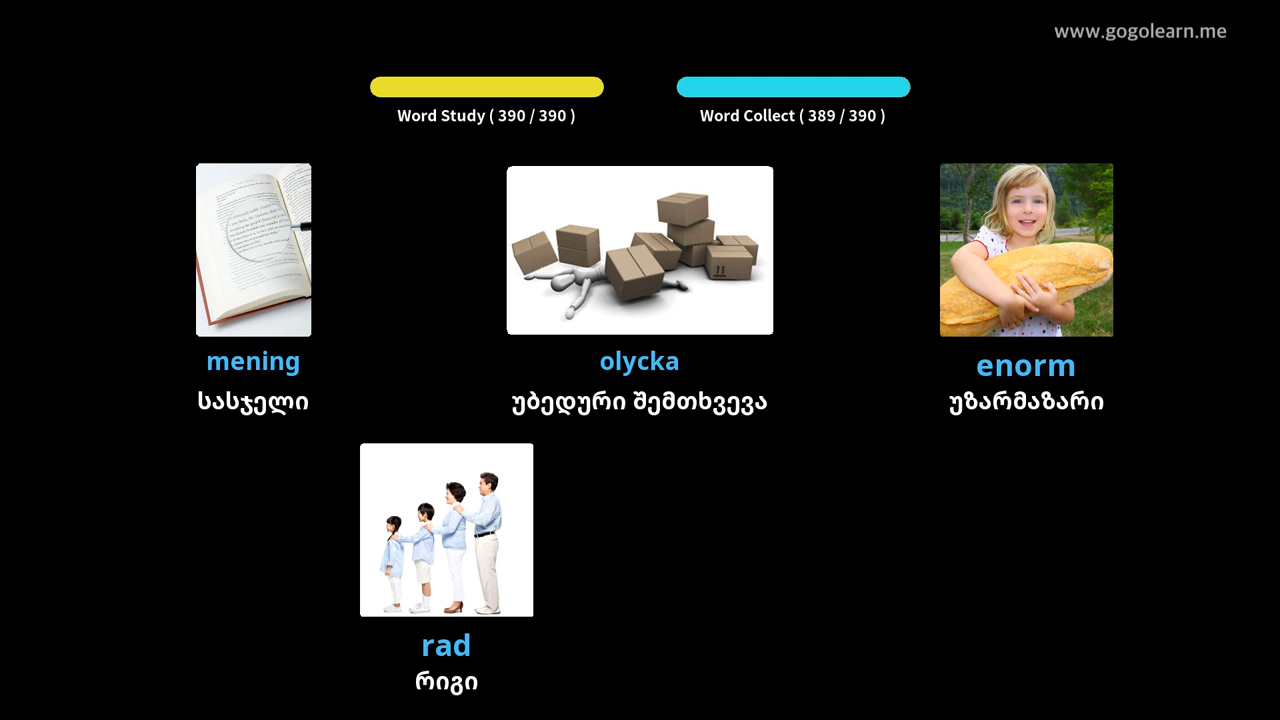 www.gogolearn.me
Word Study ( 390 / 390 )
Word Collect ( 389 / 390 )
mening
სასჯელი
olycka
უბედური შემთხვევა
enorm
უზარმაზარი
rad
რიგი